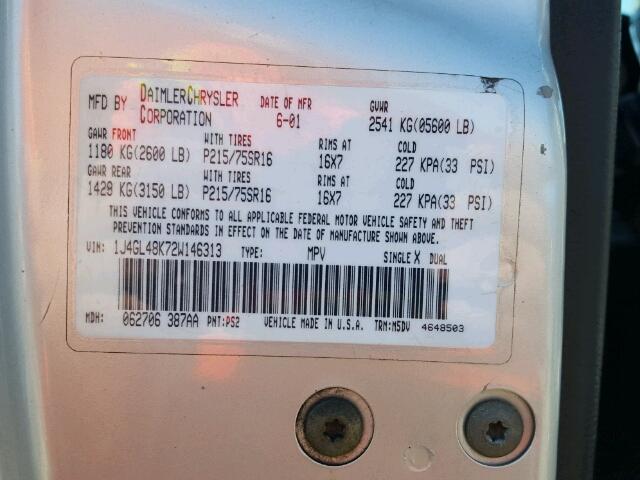 MFD BY DAIMLERCHRYSLER CORPORATION DATE OF MFR 6-01 GVWR 2541 KG(05600 LB)
GAWR FRONT WITH TIRES RIMS AT COLD
1180 KG(2600 LB) P215/75SR16 16X7 227 KPA(33 PSI)
GAWR REAR WITH TIRES RIMS AT COLD
1429 KG(3150 LB) P215/75SR16 16X7 227 KPA(33 PSI)
THIS VEHICLE CONFORMS TO ALL APPLICABLE FEDERAL MOTOR VEHICLE SAFETY AND THEFT
PREVENTION STANDARDS IN EFFECT ON THE DATE OF MANUFACTURE SHOWN ABOVE.
VIN: 1J4GL48K72W146313 TYPE: MPV SINGLE X DUAL
MDH: 062706 387AA PNT:PS2 VEHICLE MADE IN U.S.A. TRM:M5DV 4648503